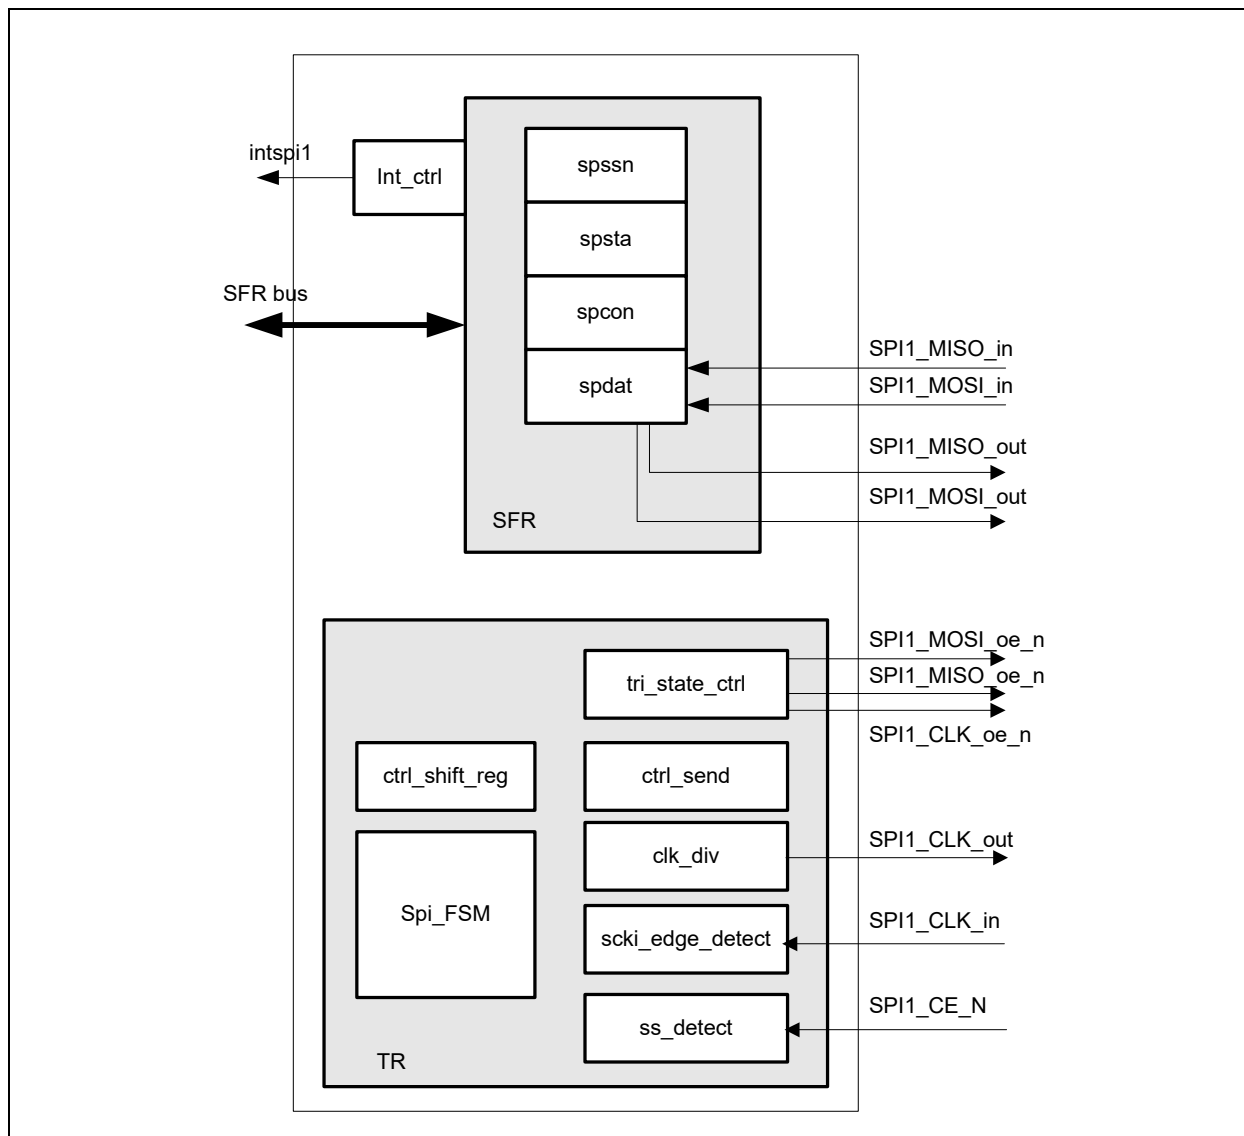 spssn
intspi1
Int_ctrl
spsta
SFR bus
spcon
SPI1_MISO_in
spdat
SPI1_MOSI_in
SPI1_MISO_out
SPI1_MOSI_out
SFR
SPI1_MOSI_oe_n
tri_state_ctrl
SPI1_MISO_oe_n
SPI1_CLK_oe_n
ctrl_shift_reg
ctrl_send
SPI1_CLK_out
clk_div
Spi_FSM
SPI1_CLK_in
scki_edge_detect
SPI1_CE_N
ss_detect
TR